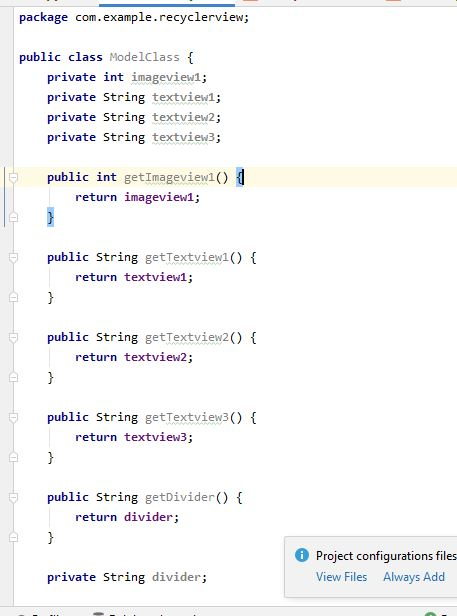 package com.example.recyclerview;
public class ModelClass {
private int imageview1;
private String textview1;
private String textview2;
private String textview3;
public int getImageview1() {
return imageview1;
}
public String getTextview1() {
return textview1;
}
public String getTextview2() {
return textview2;
}
public String getTextview3() {
return textview3;
}
public String getDivider() {
return divider;
}
private String divider;
Project configurations files
View Files Always Add